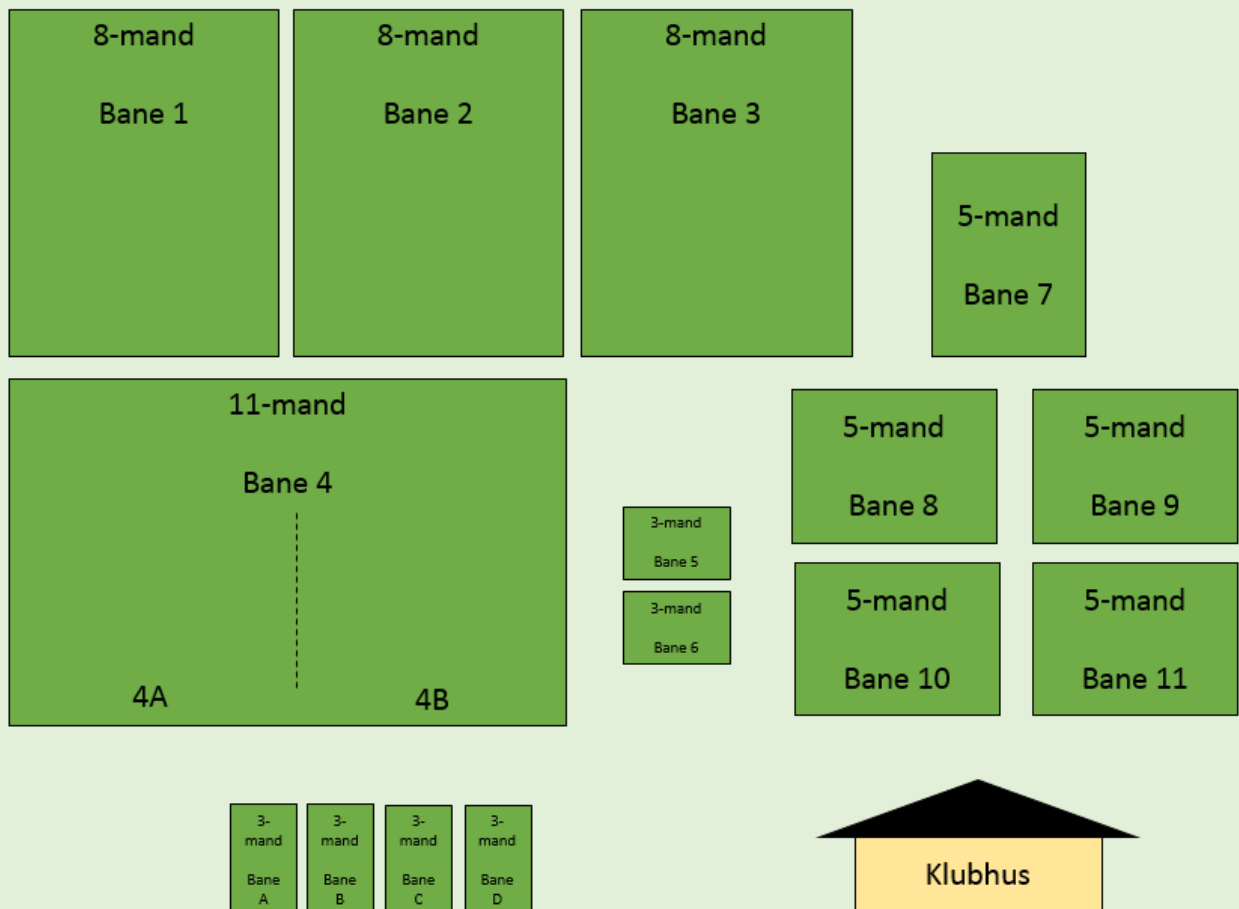 8-mand
Bane 1
8-mand
Bane 2
8-mand
Bane 3
5-mand
Bane 7
11-mand
Bane 4
4A
4B
3-mand
Bane 5
3-mand
Bane 6
5-mand
Bane 8
5-mand
Bane 9
5-mand
Bane 10
5-mand
Bane 11
3-
mand
Bane
A
3-
mand
Bane
B
3-
mand
Bane
C
3-
mand
Bane
D
Klubhus